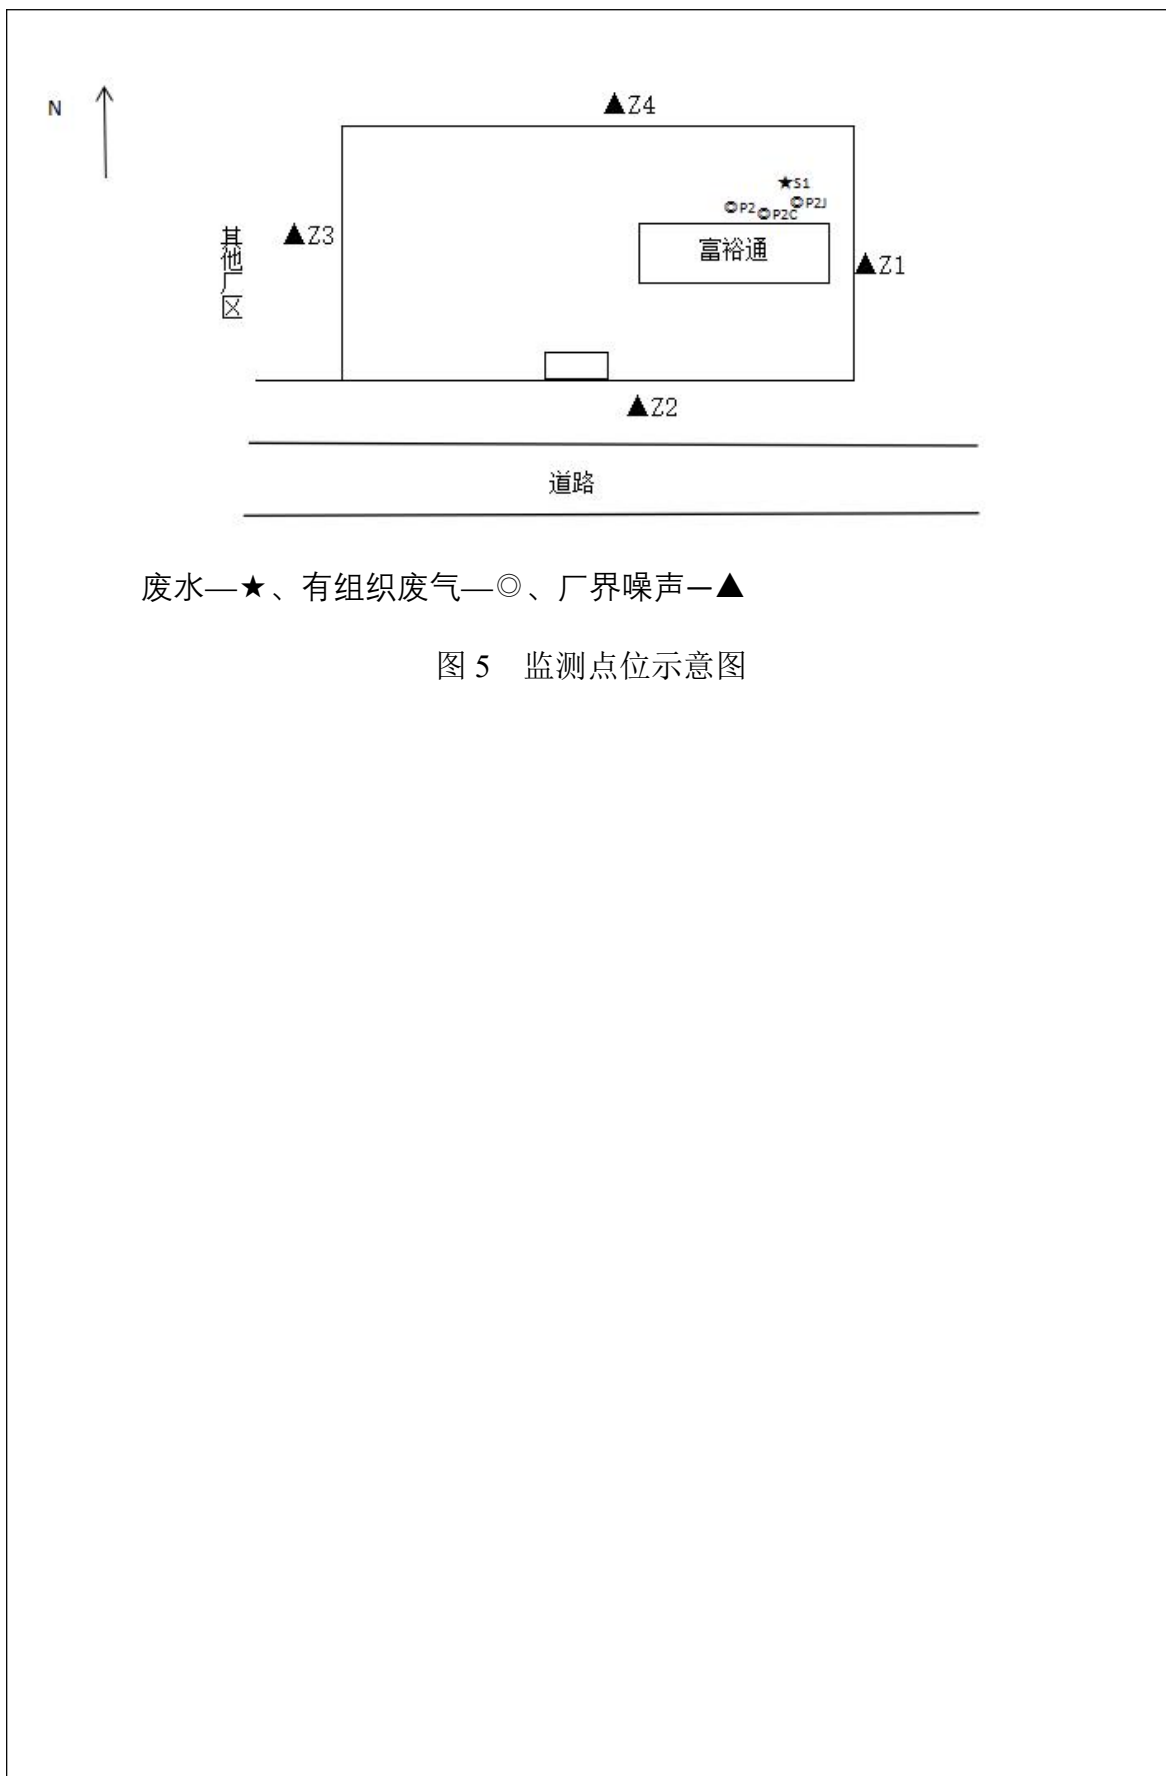 N
▲Z4
★S1
◎P2
◎P2C
◎P2J
其他厂区
▲Z3
富裕通
▲Z1
▲Z2
道路
废水—★、有组织废气—◎、厂界噪声—▲
图 5 监测点位示意图